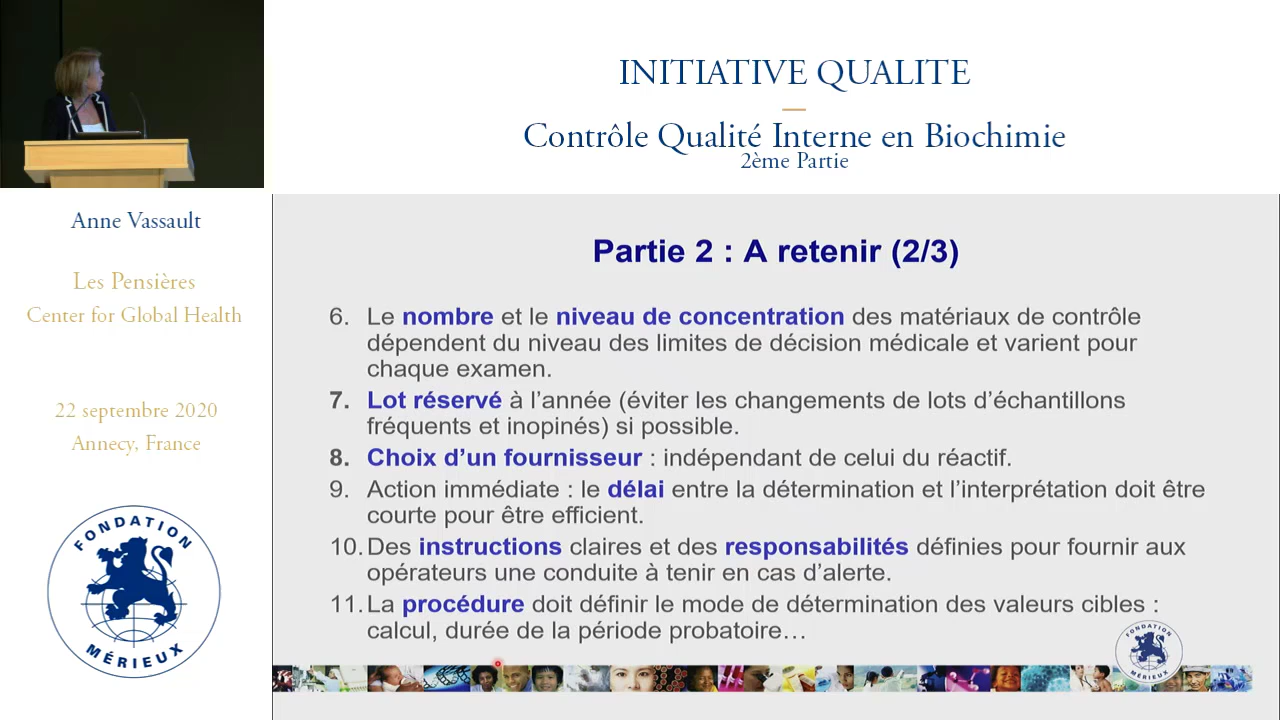 INITIATIVE QUALITE
Contrôle Qualité Interne en Biochimie
2ème Partie
Anne Vassault
Les Pensières
Center for Global Health
22 septembre 2020
Annecy, France
FONDATION
MÉRIEUX
Partie 2 : A retenir (2/3)
6. Le nombre et le niveau de concentration des matériaux de contrôle
dépendent du niveau des limites de décision médicale et varient pour
chaque examen.
7. Lot réservé à l’année (éviter les changements de lots d’échantillons
fréquents et inopinés) si possible.
8. Choix d’un fournisseur : indépendant de celui du réactif.
9. Action immédiate : le délai entre la détermination et l’interprétation doit être
courte pour être efficient.
10. Des instructions claires et des responsabilités définies pour fournir aux
opérateurs une conduite à tenir en cas d’alerte.
11. La procédure doit définir le mode de détermination des valeurs cibles :
calcul, durée de la période probatoire…
FONDATION
MÉRIEUX